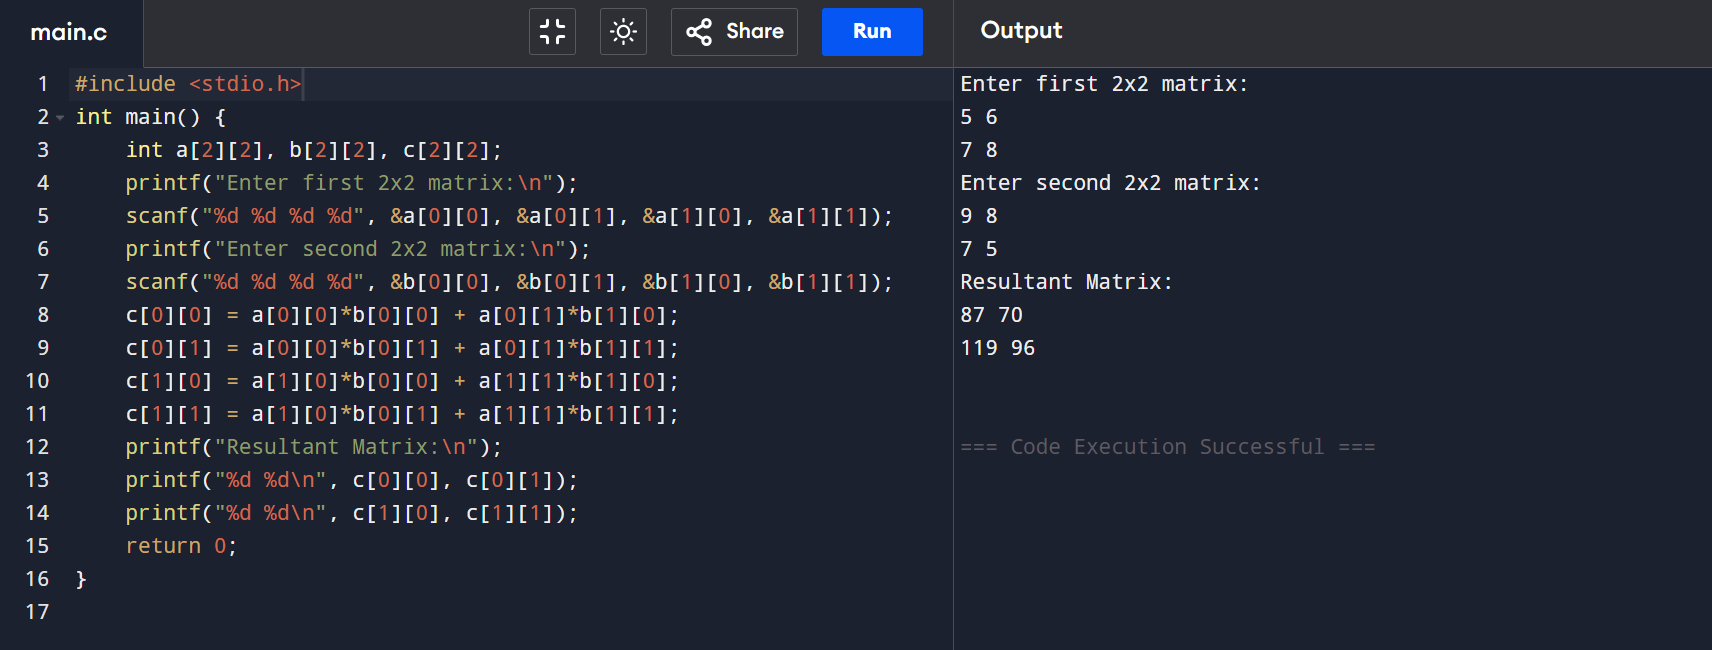 main.c
Share
Run
Output
1 #include <stdio.h>
2 int main() {
3     int a[2][2], b[2][2], c[2][2];
4     printf("Enter first 2x2 matrix:\n");
5     scanf("%d %d %d %d", &a[0][0], &a[0][1], &a[1][0], &a[1][1]);
6     printf("Enter second 2x2 matrix:\n");
7     scanf("%d %d %d %d", &b[0][0], &b[0][1], &b[1][0], &b[1][1]);
8     c[0][0] = a[0][0]*b[0][0] + a[0][1]*b[1][0];
9     c[0][1] = a[0][0]*b[0][1] + a[0][1]*b[1][1];
10     c[1][0] = a[1][0]*b[0][0] + a[1][1]*b[1][0];
11     c[1][1] = a[1][0]*b[0][1] + a[1][1]*b[1][1];
12     printf("Resultant Matrix:\n");
13     printf("%d %d\n", c[0][0], c[0][1]);
14     printf("%d %d\n", c[1][0], c[1][1]);
15     return 0;
16 }
17
Enter first 2x2 matrix:
5 6
7 8
Enter second 2x2 matrix:
9 8
7 5
Resultant Matrix:
87 70
119 96
=== Code Execution Successful ===